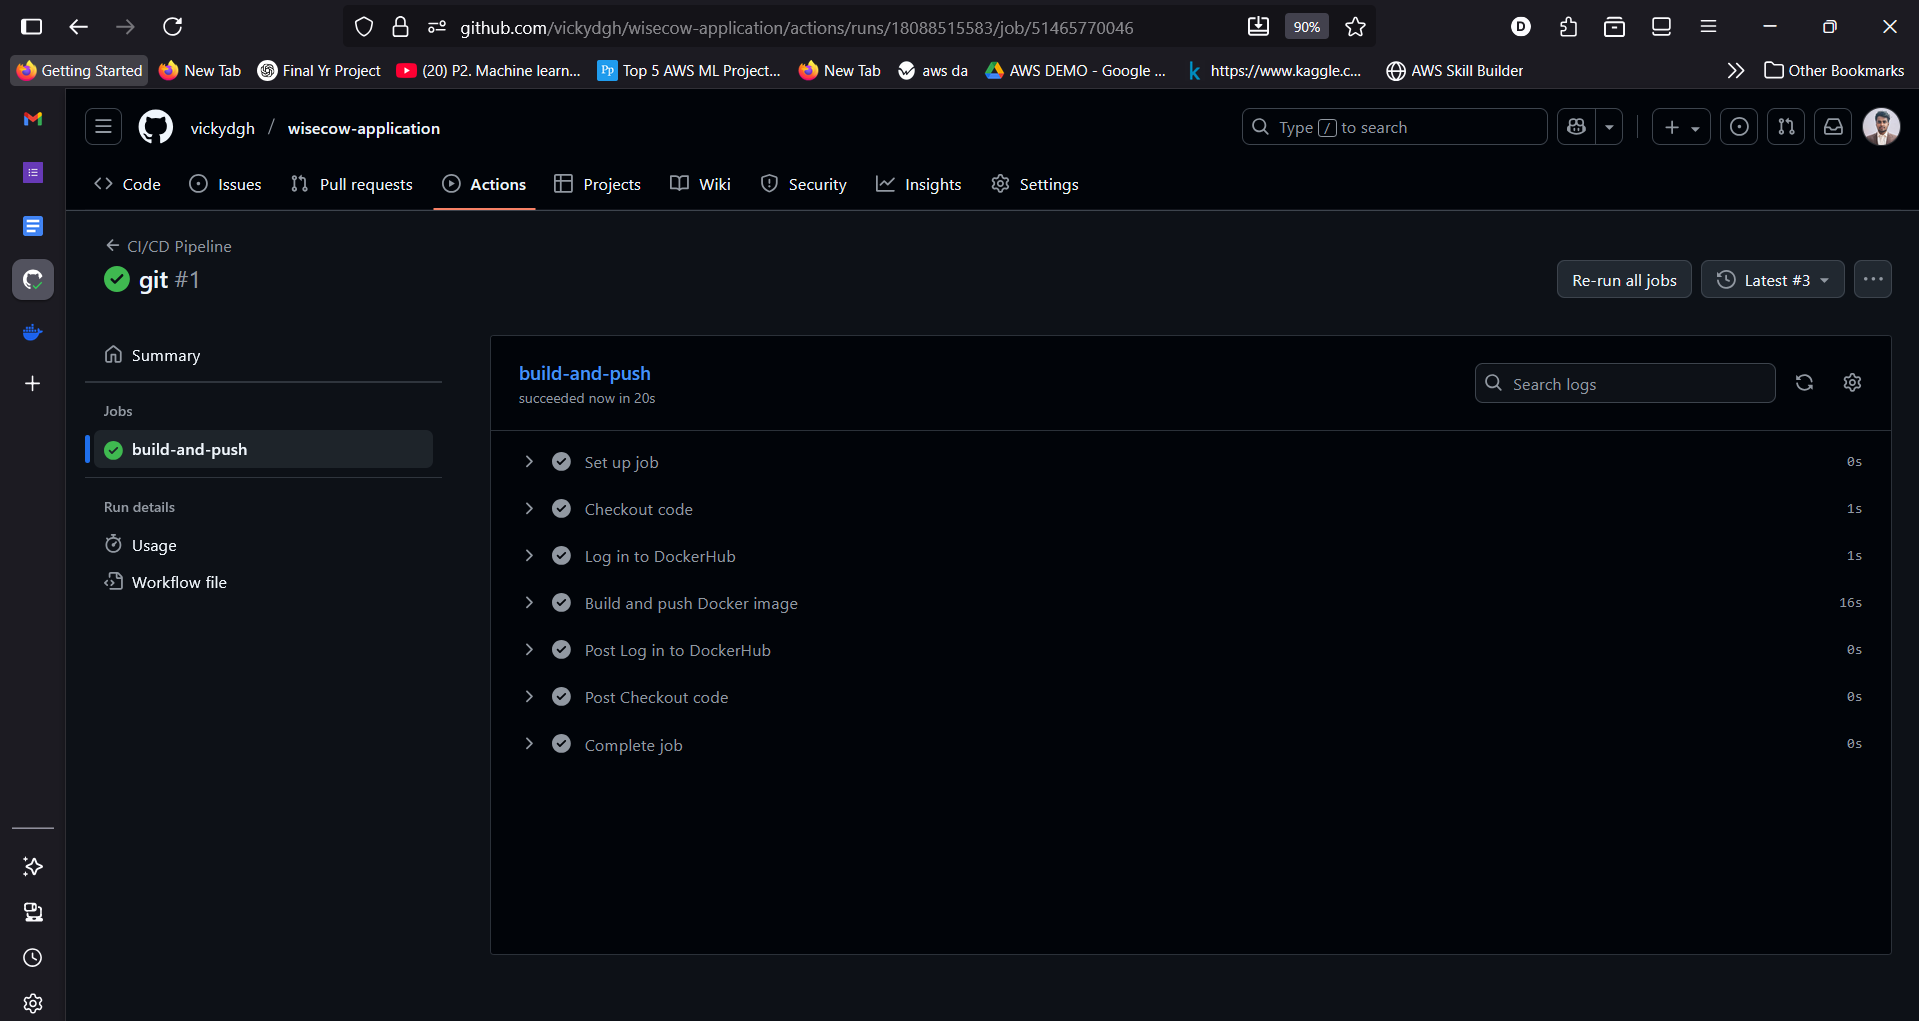 github.com/vickydgh/wisecow-application/actions/runs/18088515583/job/51465770046
90%
D
Getting Started
New Tab
Final Yr Project
(20) P2. Machine learn...
Pp
Top 5 AWS ML Project...
New Tab
aws da
AWS DEMO - Google ...
k
https://www.kaggle.c...
AWS Skill Builder
Other Bookmarks
vickydgh / wisecow-application
Type / to search
Code
Issues
Pull requests
Actions
Projects
Wiki
Security
Insights
Settings
CI/CD Pipeline
git #1
Re-run all jobs
Latest #3
Summary
Jobs
build-and-push
Run details
Usage
Workflow file
build-and-push
succeeded now in 20s
Search logs
Set up job 0s
Checkout code 1s
Log in to DockerHub 1s
Build and push Docker image 16s
Post Log in to DockerHub 0s
Post Checkout code 0s
Complete job 0s